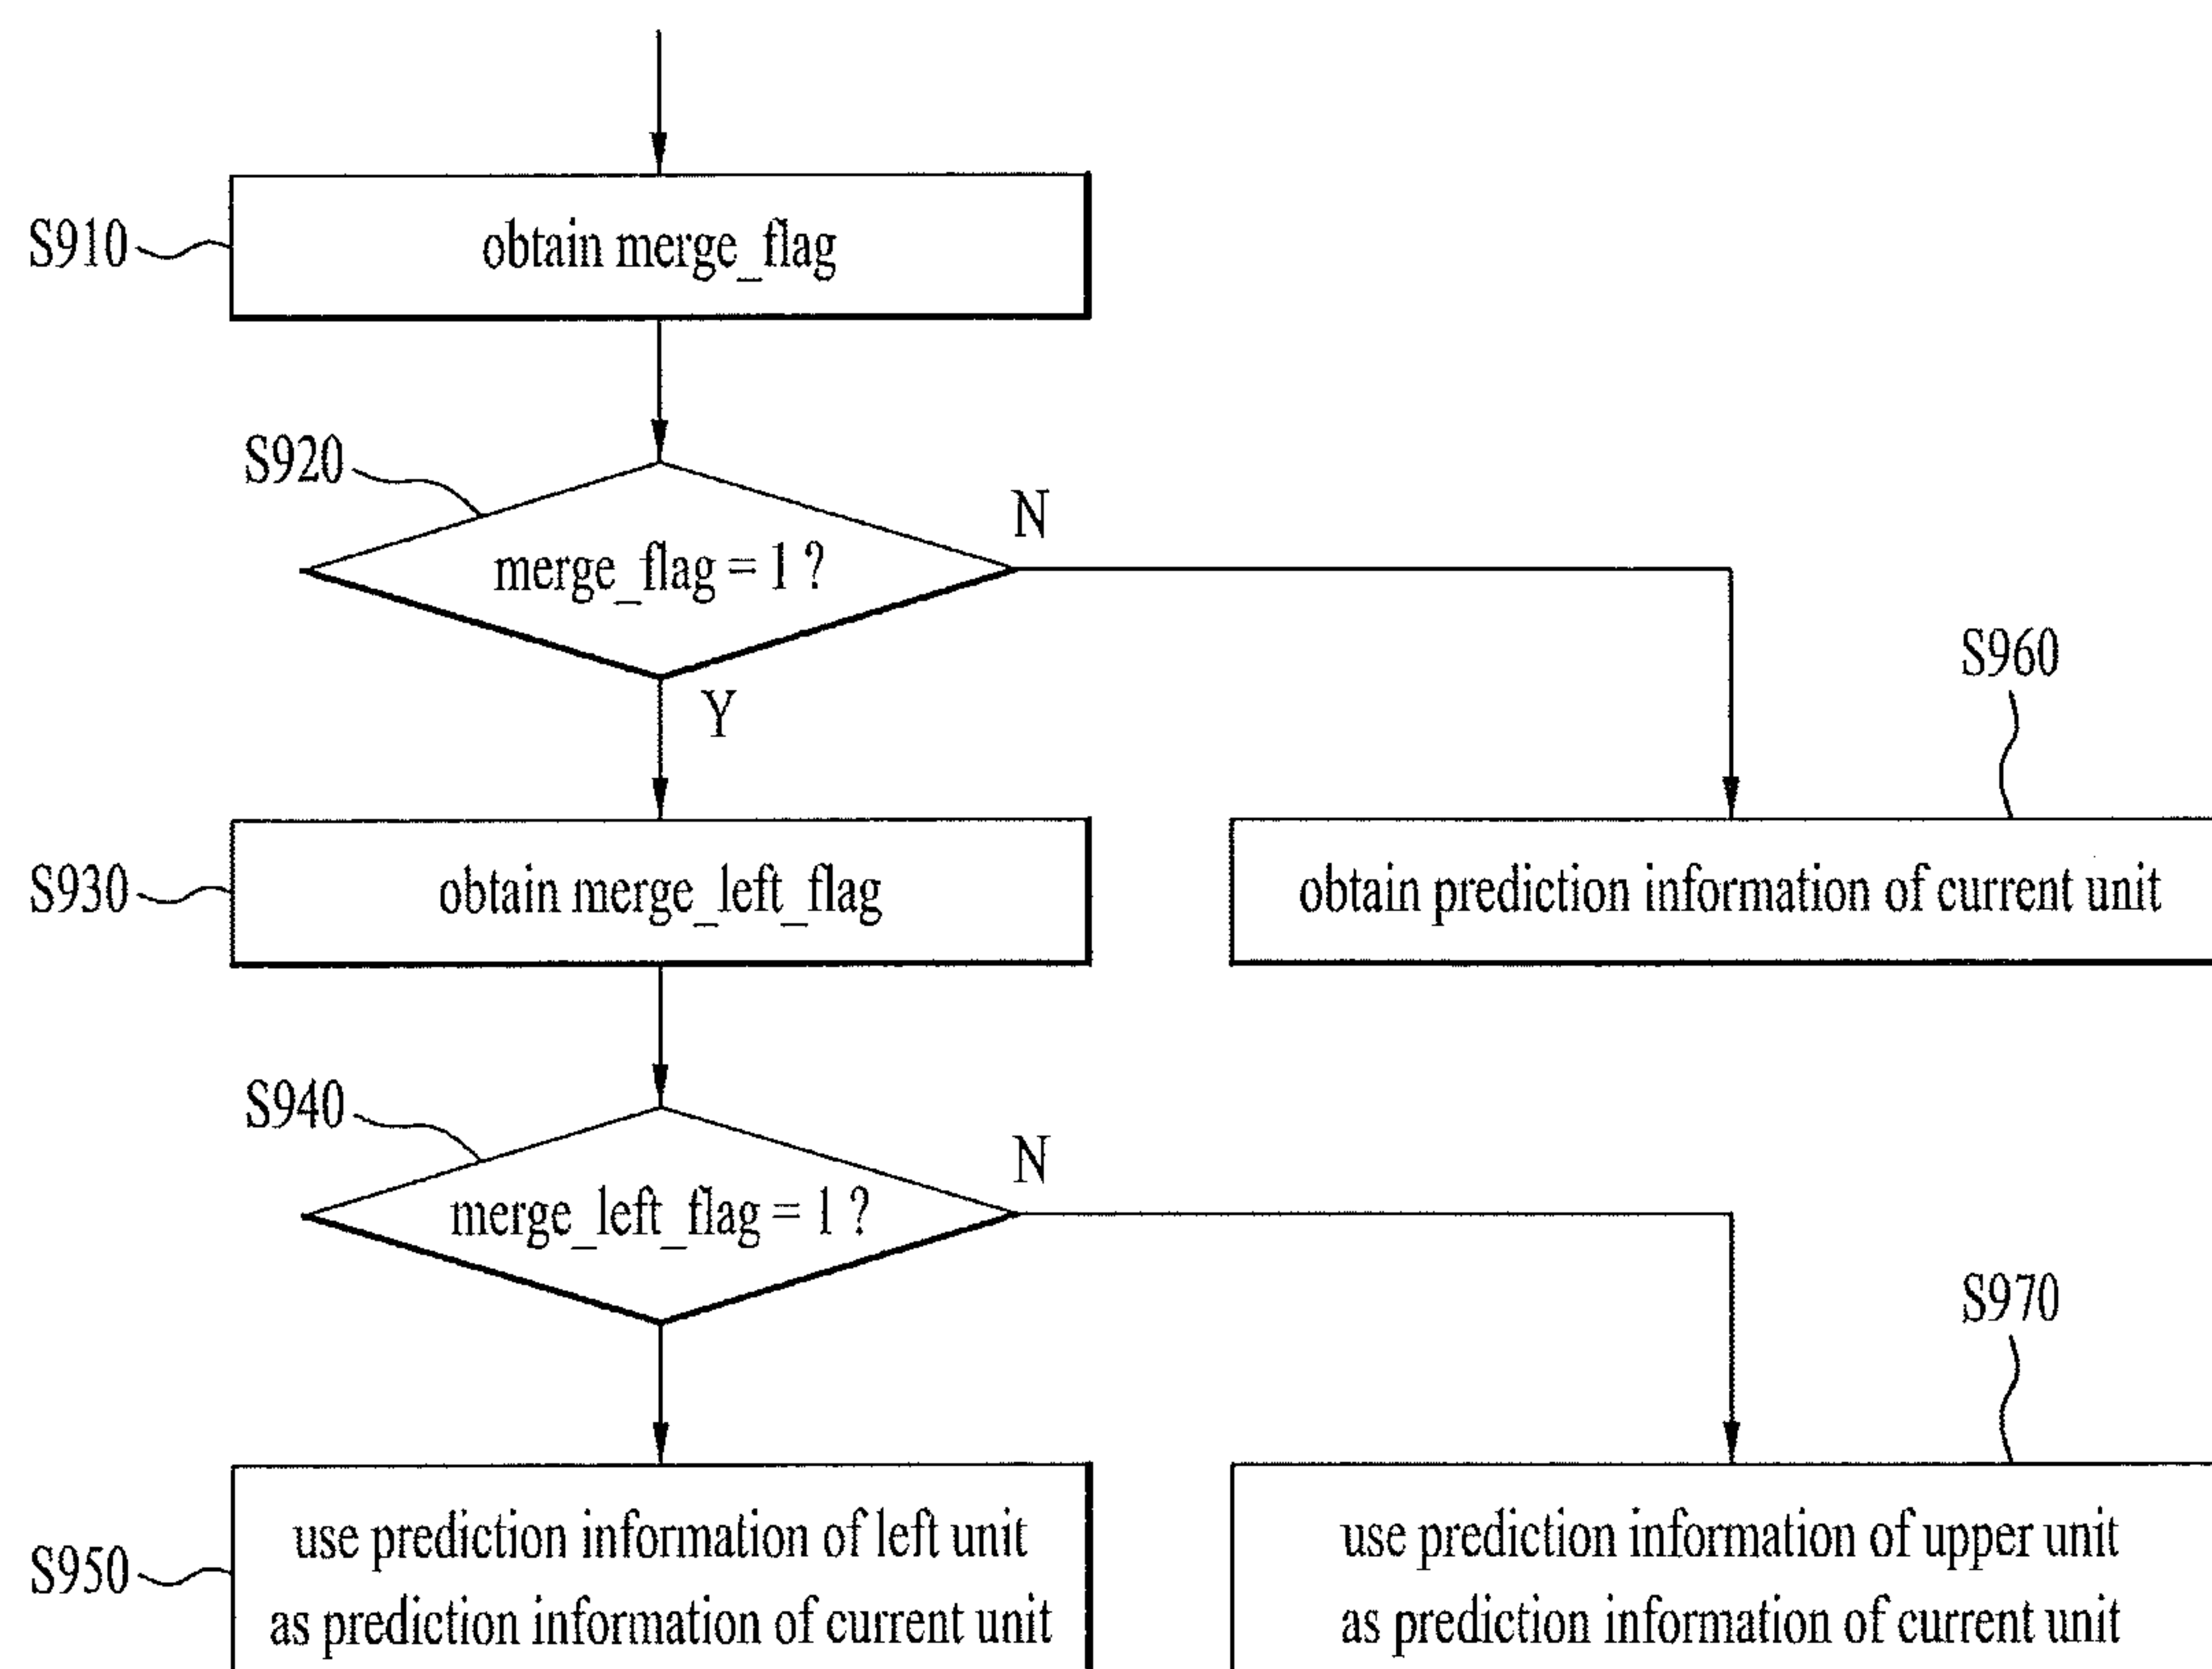 S910
obtain merge_flag
S920
merge_flag = 1 ?
N
Y
S960
S930
obtain merge_left_flag
obtain prediction information of current unit
S940
merge_left_flag = 1 ?
N
S970
S950
use prediction information of left unit
as prediction information of current unit
use prediction information of upper unit
as prediction information of current unit